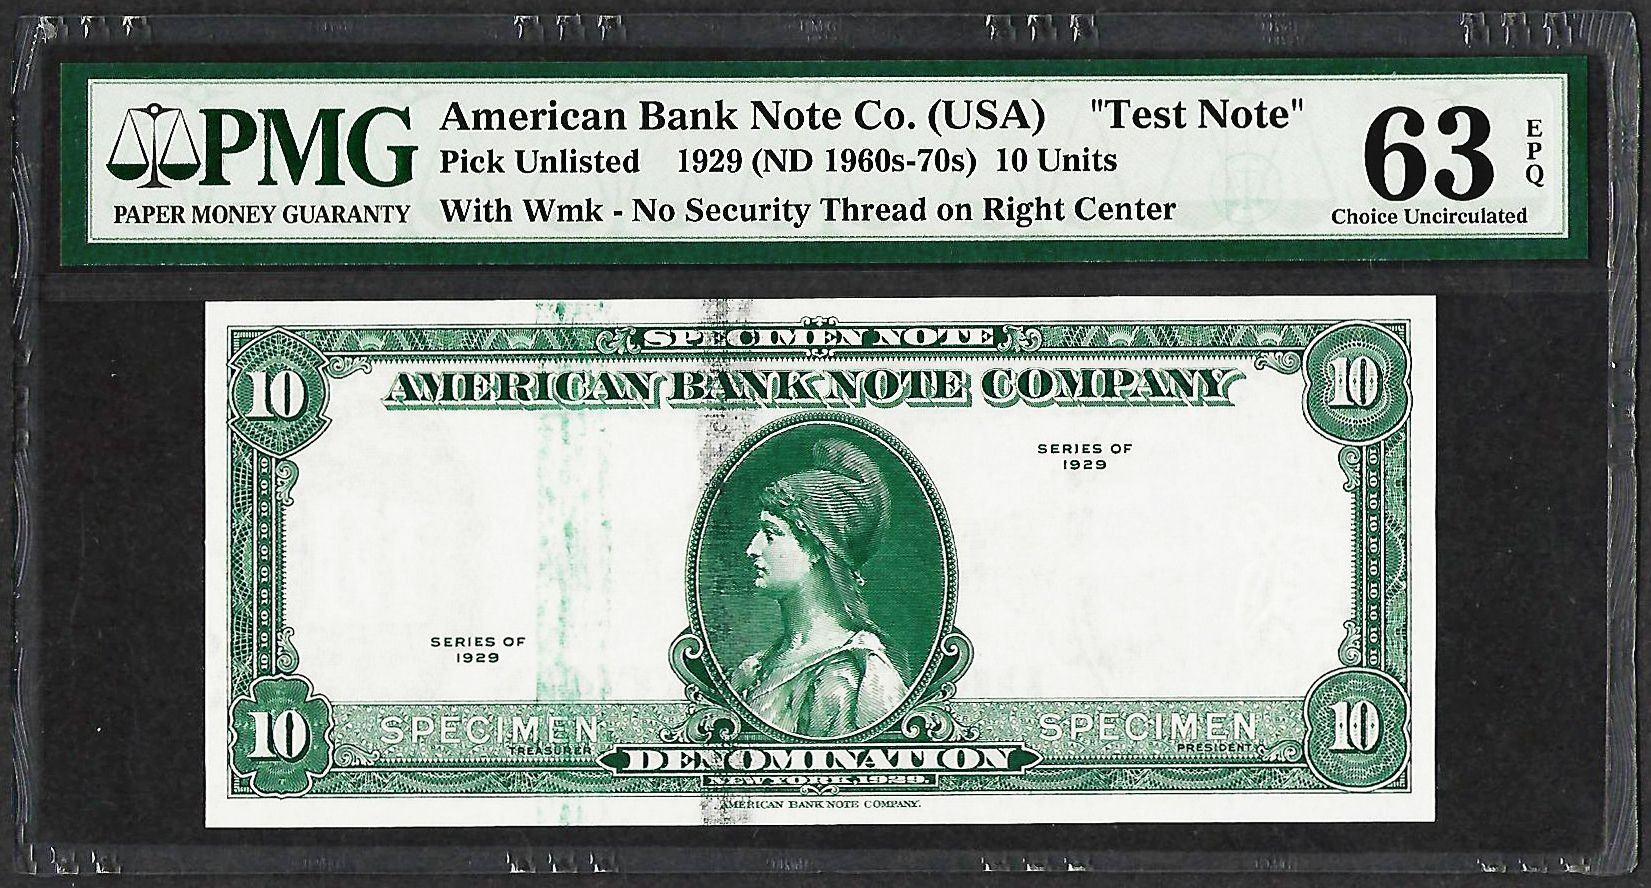 PMG
PAPER MONEY GUARANTY
American Bank Note Co. (USA) "Test Note"
Pick Unlisted 1929 (ND 1960s-70s) 10 Units
With Wmk - No Security Thread on Right Center
63
EPQ
Choice Uncirculated
SPECIMEN NOTE
10 AMERICAN BANK NOTE COMPANY 10
SERIES OF
1929
SERIES OF
1929
10 SPECIMEN SPECIMEN 10
TREASURER PRESIDENT
DENOMINATION
NEW YORK, 1929.
AMERICAN BANK NOTE COMPANY.